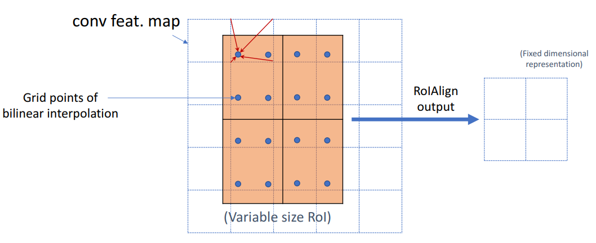 conv feat. map
(Fixed dimensional
representation)
Grid points of
bilinear interpolation
RoIAlign
output
(Variable size RoI)